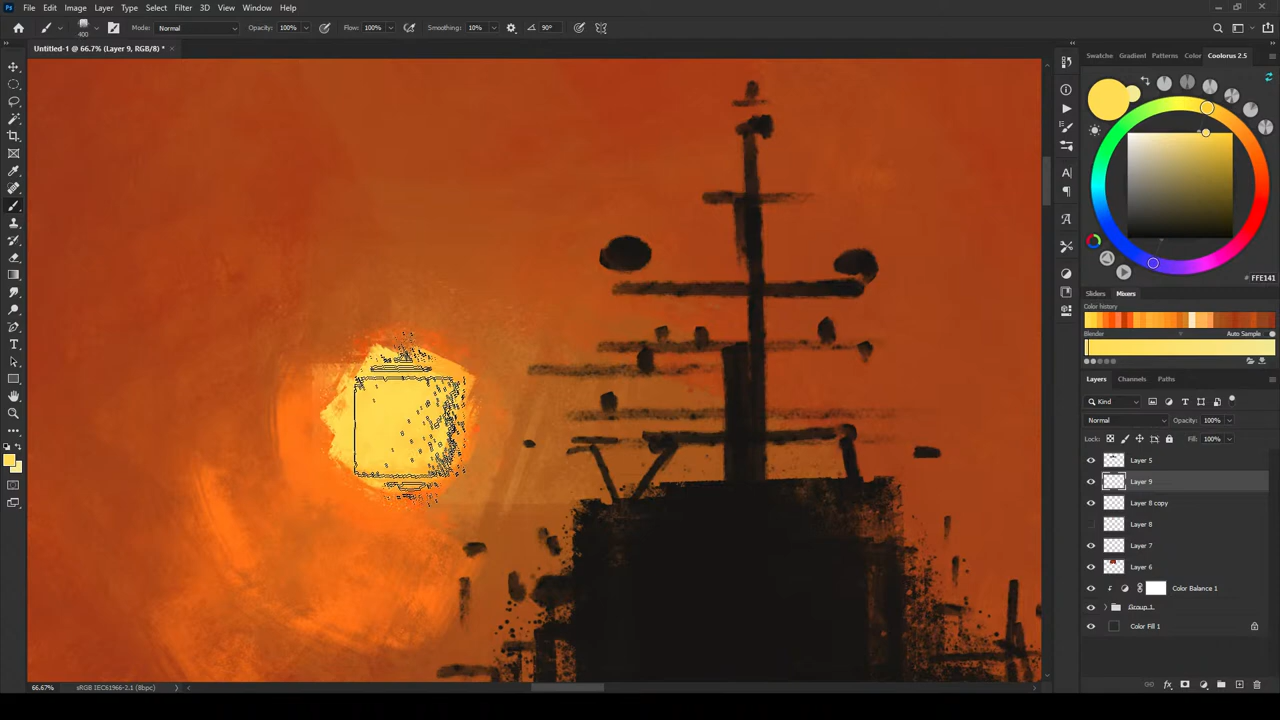 File Edit Image Layer Type Select Filter 3D View Window Help
400 Mode: Normal Opacity: 100% Flow: 100% Smoothing: 10% 90°
Untitled-1 @ 66.7% (Layer 9, RGB/8) * ×
Swatche Gradient Patterns Color Coolorus 2.5
FFE141
Sliders Mixers
Color history
Blender Auto Sample
Layers Channels Paths
Kind
Normal Opacity: 100%
Lock: Fill: 100%
Layer 5
Layer 9
Layer 8 copy
Layer 8
Layer 7
Layer 6
Color Balance 1
Group 1
Color Fill 1
66.67% sRGB IEC61966-2.1 (8bpc)